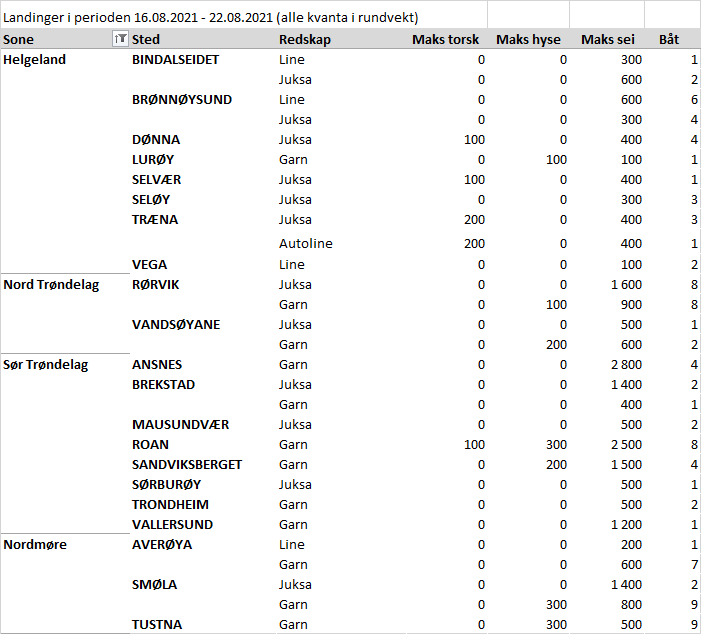 Landinger i perioden 16.08.2021 - 22.08.2021 (alle kvanta i rundvekt)
Sone Sted Redskap Maks torsk Maks hyse Maks sei Båt
Helgeland BINDALSEIDET Line 0 0 300 1
Juksa 0 0 600 2
BRØNNØYSUND Line 0 0 600 6
Juksa 0 0 300 4
DØNNA Juksa 100 0 400 4
LURØY Garn 0 100 100 1
SELVÆR Juksa 100 0 400 1
SELØY Juksa 0 0 300 3
TRÆNA Juksa 200 0 400 3
Autoline 200 0 400 1
VEGA Line 0 0 100 2
Nord Trøndelag RØRVIK Juksa 0 0 1 600 8
Garn 0 100 900 8
VANDSØYANE Juksa 0 0 500 1
Garn 0 200 600 2
Sør Trøndelag ANSNES Garn 0 0 2 800 4
BREKSTAD Juksa 0 0 1 400 2
Garn 0 0 400 1
MAUSUNDVÆR Juksa 0 0 500 2
ROAN Garn 100 300 2 500 8
SANDVIKSBERGET Garn 0 200 1 500 4
SØRBURØY Juksa 0 0 500 1
TRONDHEIM Garn 0 0 500 2
VALLERSUND Garn 0 0 1 200 1
Nordmøre AVERØYA Line 0 0 200 1
Garn 0 0 600 7
SMØLA Juksa 0 0 1 400 2
Garn 0 300 800 9
TUSTNA Garn 0 300 500 9